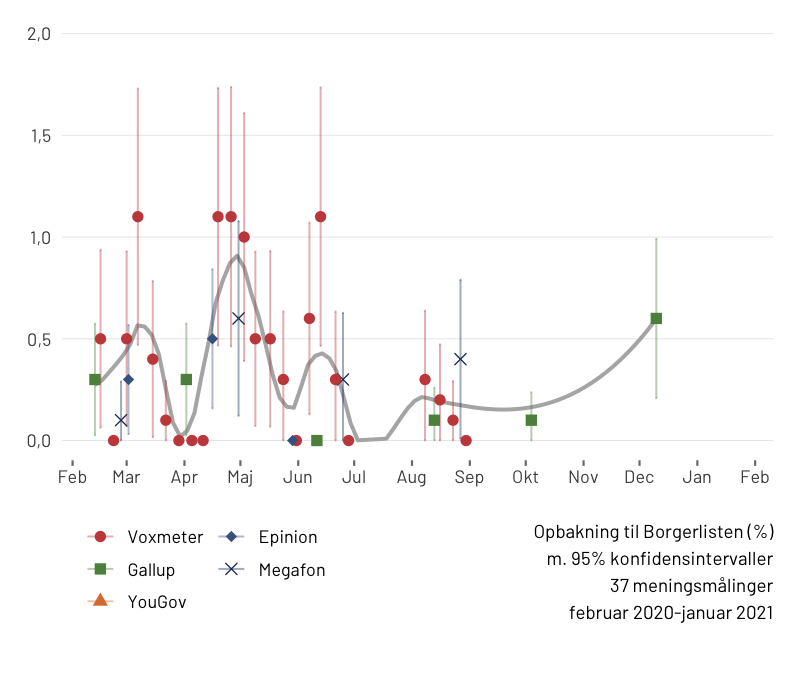 2,0
1,5
1,0
0,5
0,0
Feb Mar Apr Maj Jun Jul Aug Sep Okt Nov Dec Jan Feb
Voxmeter Epinion
Gallup Megafon
YouGov
Opbakning til Borgerlisten (%)
m. 95% konfidensintervaller
37 meningsmålinger
februar 2020-januar 2021